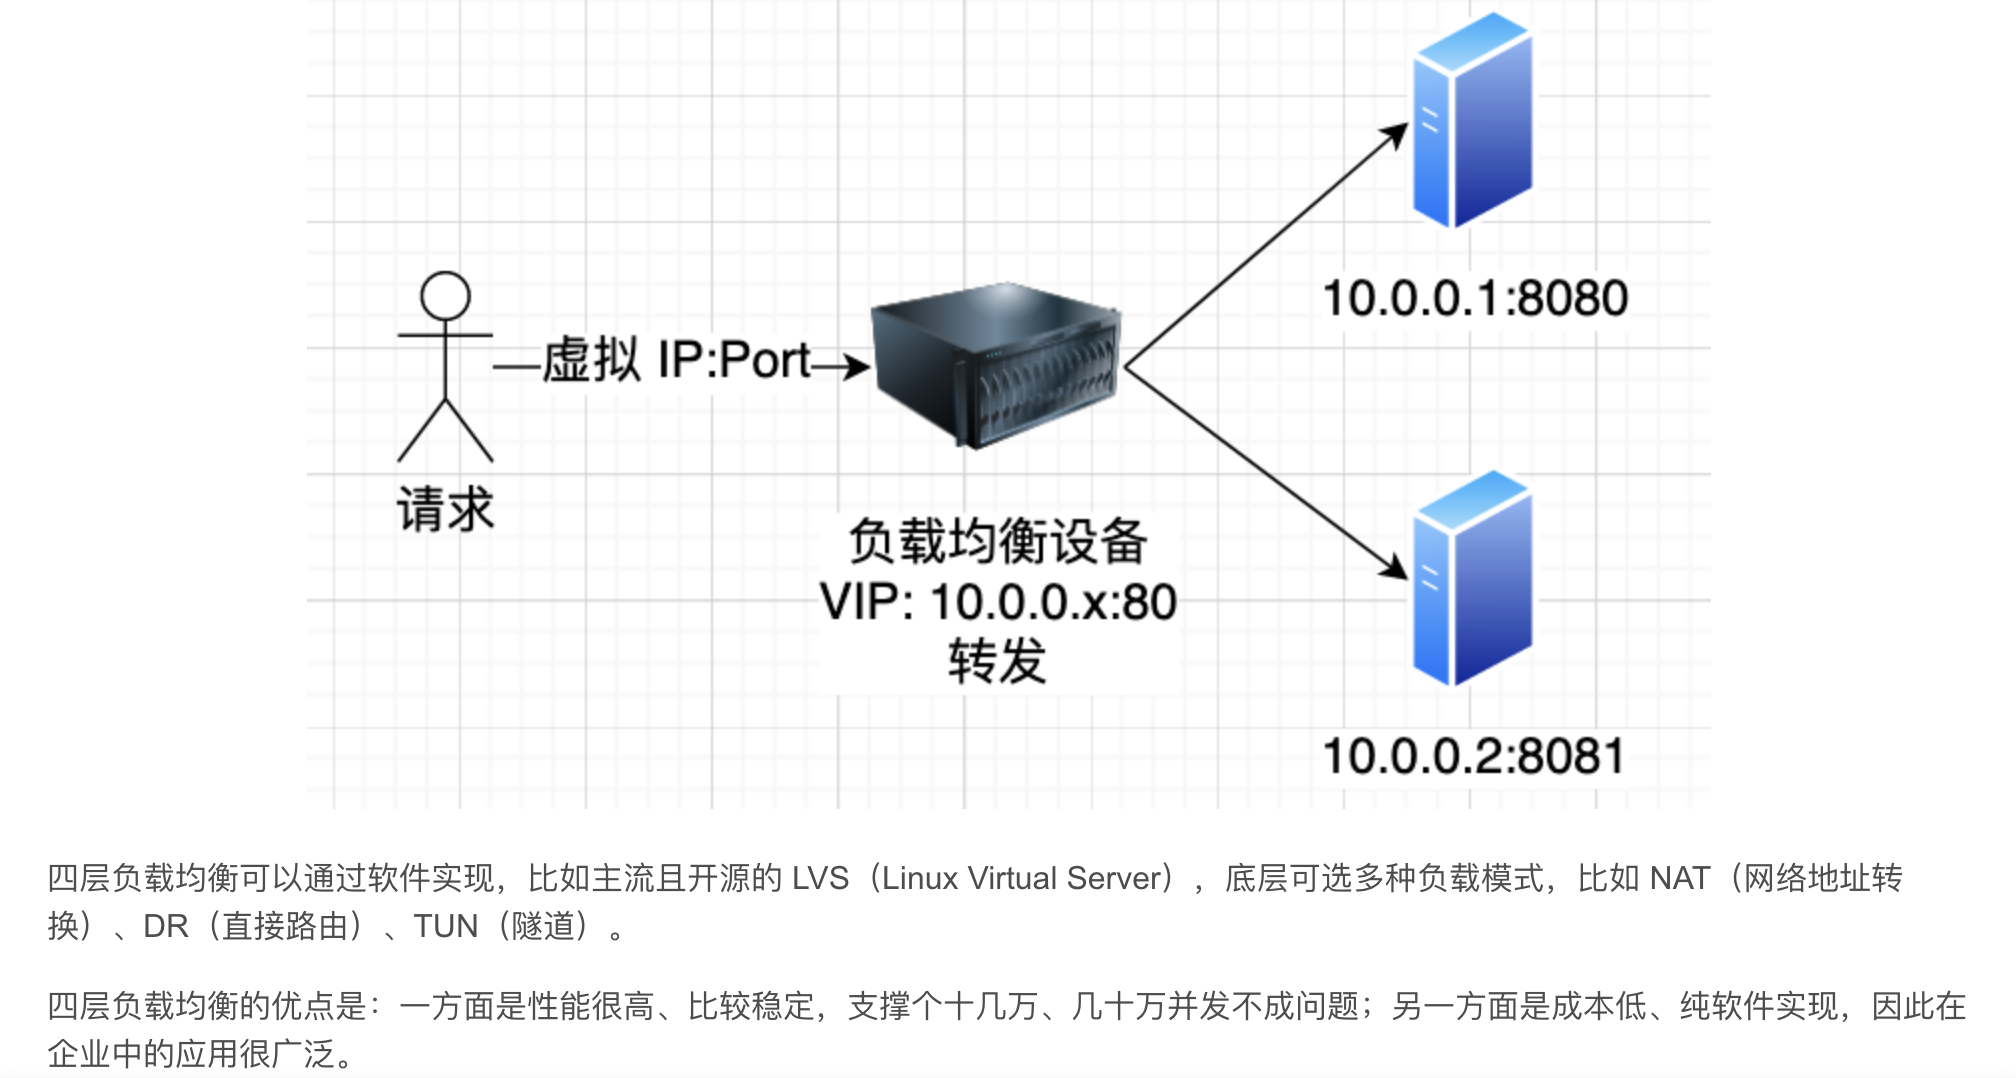 10.0.0.1:8080
虚拟 IP:Port
请求
负载均衡设备
VIP: 10.0.0.x:80
转发
10.0.0.2:8081
四层负载均衡可以通过软件实现，比如主流且开源的 LVS（Linux Virtual Server），底层可选多种负载模式，比如 NAT（网络地址转
换）、DR（直接路由）、TUN（隧道）。
四层负载均衡的优点是：一方面是性能很高、比较稳定，支撑个十几万、几十万并发不成问题；另一方面是成本低、纯软件实现，因此在
企业中的应用很广泛。